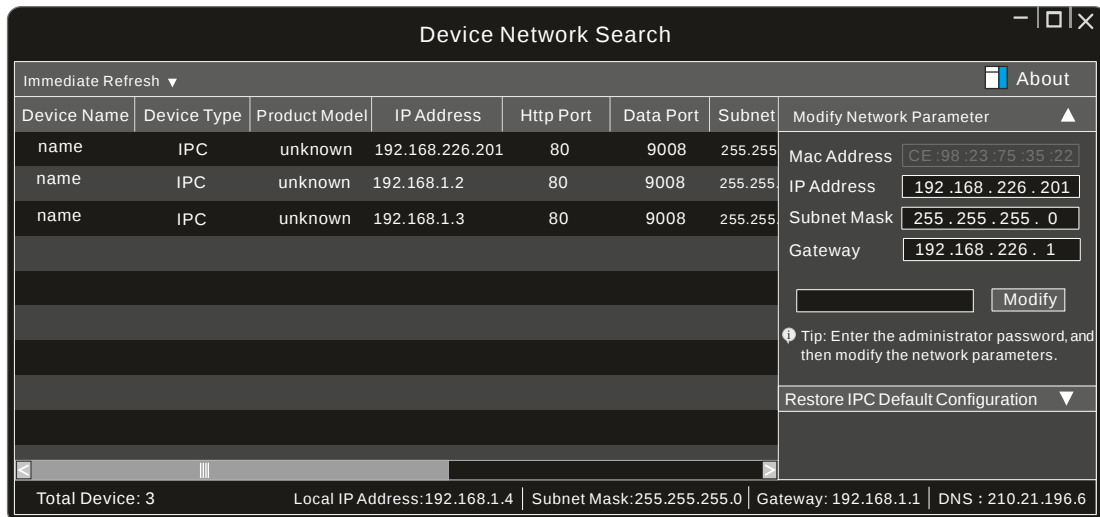 Device Network Search
Immediate Refresh ▼
About
Device Name Device Type Product Model IP Address Http Port Data Port Subnet
name IPC unknown 192.168.226.201 80 9008 255.255
name IPC unknown 192.168.1.2 80 9008 255.255.
name IPC unknown 192.168.1.3 80 9008 255.255.
Modify Network Parameter ▲
Mac Address CE:98:23:75:35:22
IP Address 192.168.226.201
Subnet Mask 255.255.255.0
Gateway 192.168.226.1
Modify
Tip: Enter the administrator password, and
then modify the network parameters.
Restore IPC Default Configuration ▼
Total Device: 3 Local IP Address:192.168.1.4 Subnet Mask:255.255.255.0 Gateway: 192.168.1.1 DNS : 210.21.196.6